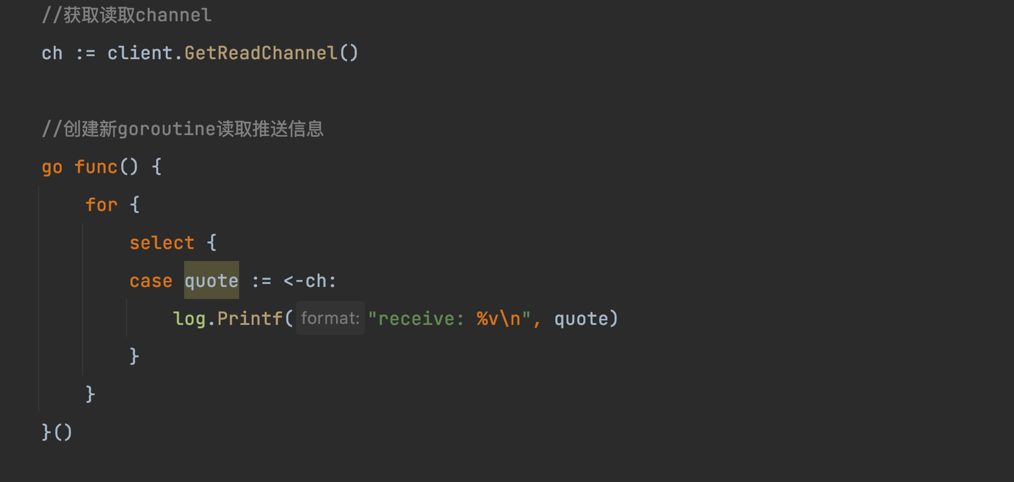 //获取读取channel
ch := client.GetReadChannel()
//创建新goroutine读取推送信息
go func() {
for {
select {
case quote := <-ch:
log.Printf( format: "receive: %v\n", quote)
}
}
}()